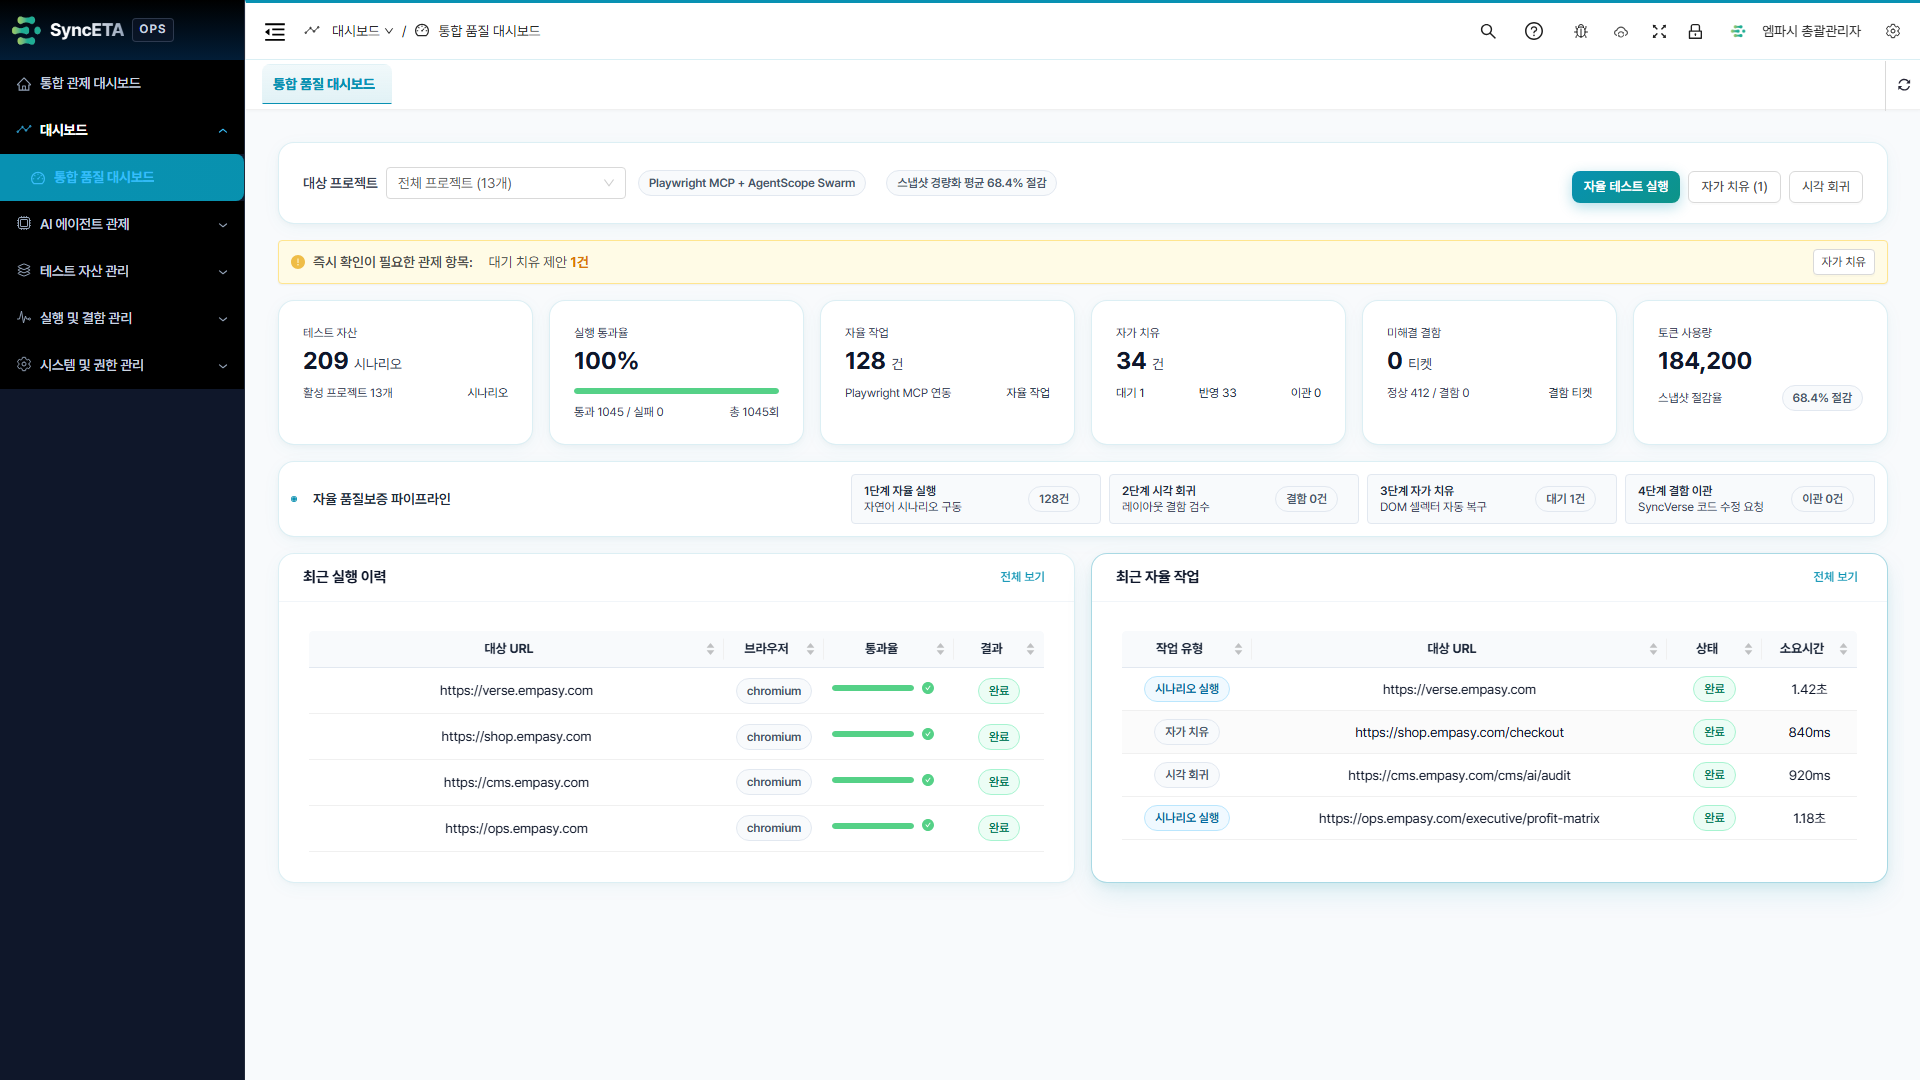 SyncETA OPS
대시보드 / 통합 품질 대시보드
엠파시 총괄관리자
통합 관제 대시보드
대시보드
통합 품질 대시보드
AI 에이전트 관제
테스트 자산 관리
실행 및 결함 관리
시스템 및 권한 관리
통합 품질 대시보드
대상 프로젝트 전체 프로젝트 (13개) Playwright MCP + AgentScope Swarm 스냅샷 경량화 평균 68.4% 절감
자율 테스트 실행 자가 치유 (1) 시각 회귀
즉시 확인이 필요한 관제 항목: 대기 치유 제안 1건 자가 치유
테스트 자산
209 시나리오
활성 프로젝트 13개 시나리오
실행 통과율
100%
통과 1045 / 실패 0 총 1045회
자율 작업
128 건
Playwright MCP 연동 자율 작업
자가 치유
34 건
대기 1 반영 33 이관 0
미해결 결함
0 티켓
정상 412 / 결함 0 결함 티켓
토큰 사용량
184,200
스냅샷 절감율 68.4% 절감
자율 품질보증 파이프라인
1단계 자율 실행
자연어 시나리오 구동
128건
2단계 시각 회귀
레이아웃 결함 검수
결함 0건
3단계 자가 치유
DOM 셀렉터 자동 복구
대기 1건
4단계 결함 이관
SyncVerse 코드 수정 요청
이관 0건
최근 실행 이력 전체 보기
대상 URL 브라우저 통과율 결과
https://verse.empasy.com chromium 완료
https://shop.empasy.com chromium 완료
https://cms.empasy.com chromium 완료
https://ops.empasy.com chromium 완료
최근 자율 작업 전체 보기
작업 유형 대상 URL 상태 소요시간
시나리오 실행 https://verse.empasy.com 완료 1.42초
자가 치유 https://shop.empasy.com/checkout 완료 840ms
시각 회귀 https://cms.empasy.com/cms/ai/audit 완료 920ms
시나리오 실행 https://ops.empasy.com/executive/profit-matrix 완료 1.18초